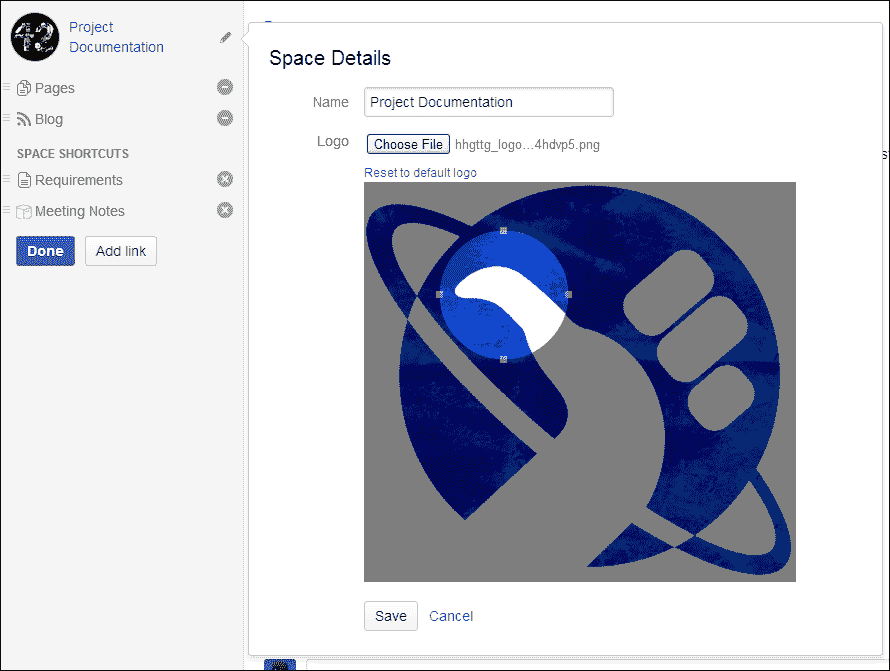 42
Project
Documentation
Pages
Blog
SPACE SHORTCUTS
Requirements
Meeting Notes
Done
Add link
Space Details
Name
Project Documentation
Logo
Choose File
hhgttg_logo...4hdvp5.png
Reset to default logo
Save
Cancel